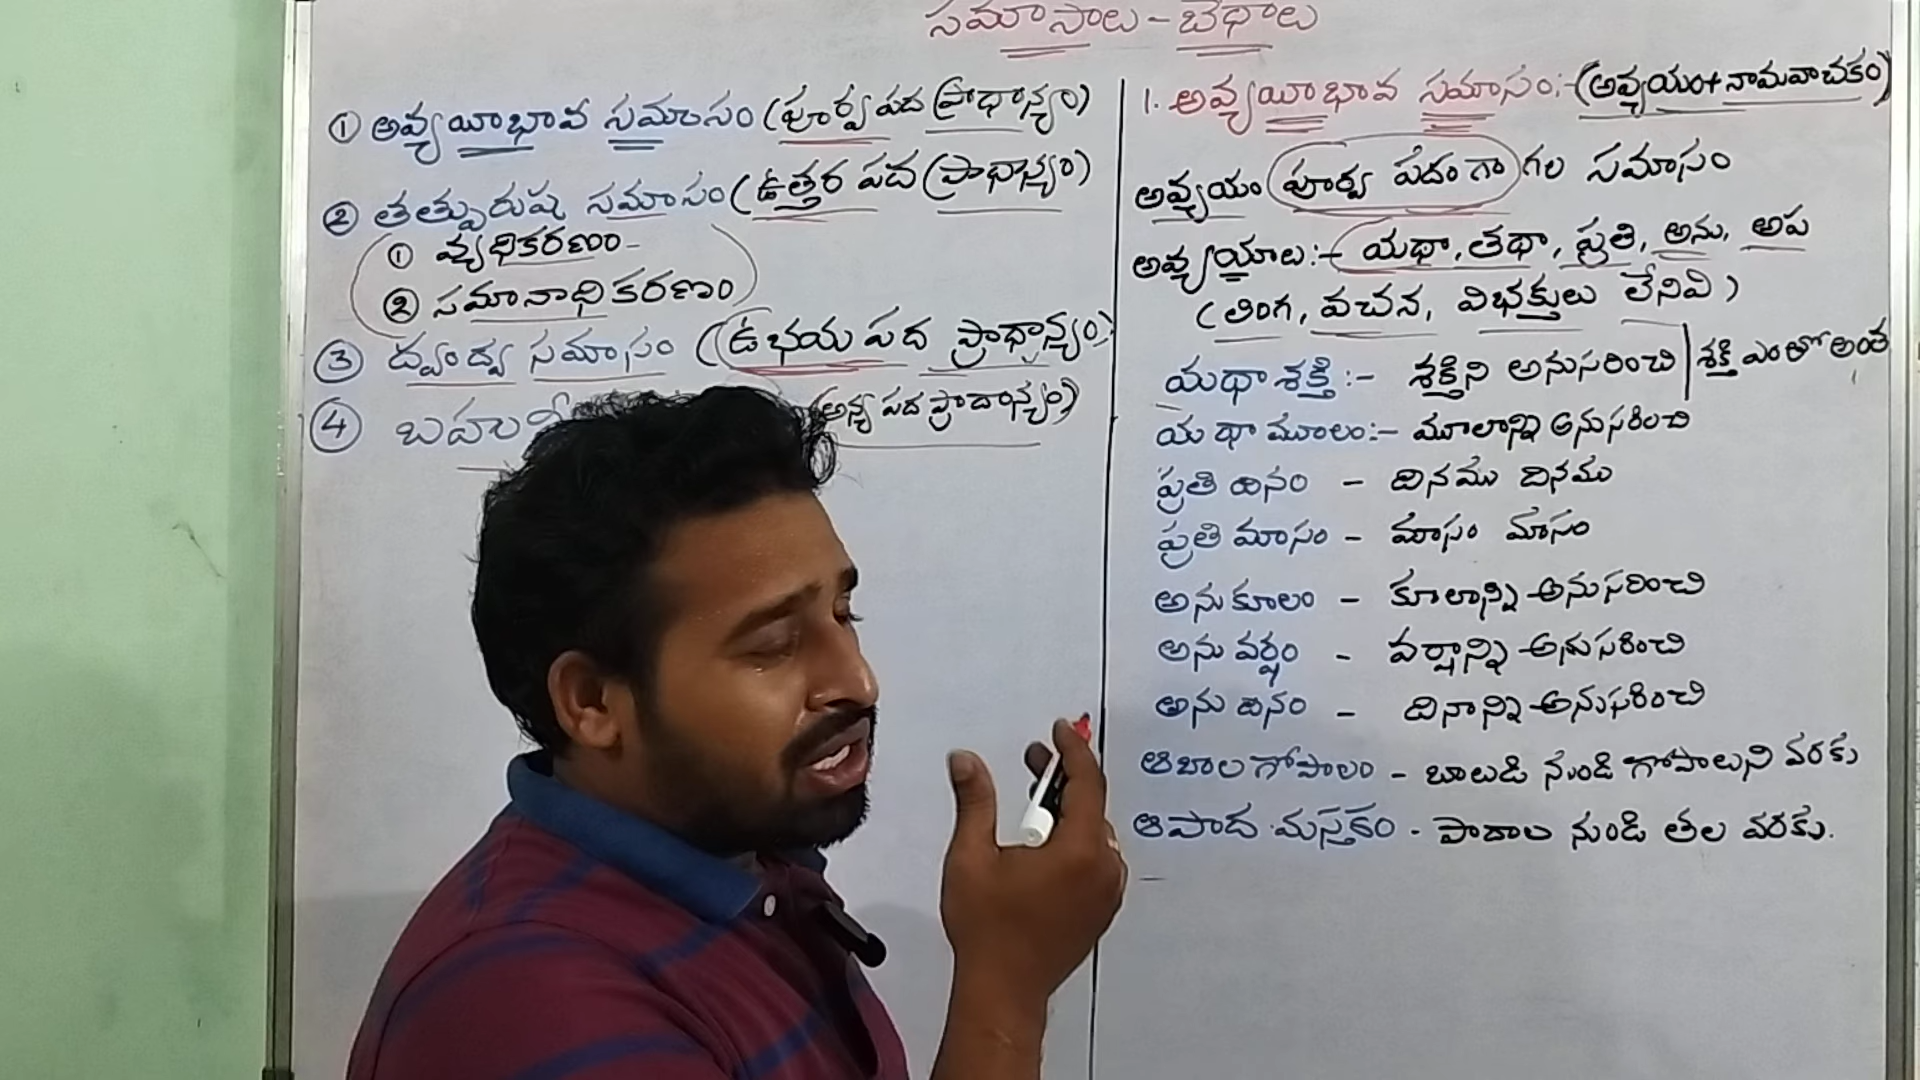 సమాసాలు - బేధాలు
① అవ్యయీభావ సమాసం (పూర్వపద ప్రాధాన్యం)
② తత్పురుష సమాసం (ఉత్తర పద ప్రాధాన్యం)
① వ్యధికరణం -
② సమానాధికరణం
③ ద్వంద్వ సమాసం (ఉభయ పద ప్రాధాన్యం)
④ (అన్య పద ప్రాదాన్యం)
1. అవ్యయీభావ సమాసం:- (అవ్యయం + నామవాచకం)
అవ్యయం పూర్వ పదంగా గల సమాసం
అవ్యయాలు:- యథా, తథా, ప్రతి, అను, అప
(లింగ, వచన, విభక్తులు లేనివి)
యథాశక్తి :- శక్తిని అనుసరించి | శక్తి ఎంతో అంత
యథామూలం:- మూలాన్ని అనుసరించి
ప్రతి దినం - దినము దినము
ప్రతి మాసం - మాసం మాసం
అనుకూలం - కూలాన్ని అనుసరించి
అను వర్షం - వర్షాన్ని అనుసరించి
అను దినం - దినాన్ని అనుసరించి
ఆబాల గోపాలం - బాలుడి నుండి గోపాలుని వరకు
ఆపాద మస్తకం - పాదాల నుండి తల వరకు.